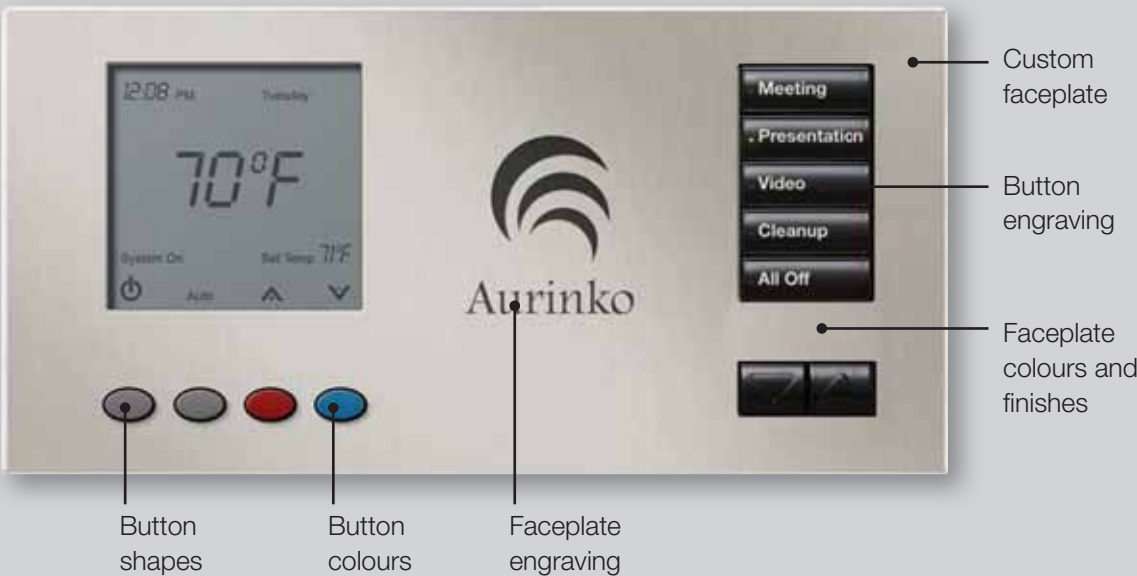 12:08 PM Tuesday
70°F
System On Set Temp 71°F
Auto
Aurinko
Meeting
Presentation
Video
Cleanup
All Off
Custom
faceplate
Button
engraving
Faceplate
colours and
finishes
Button
shapes
Button
colours
Faceplate
engraving